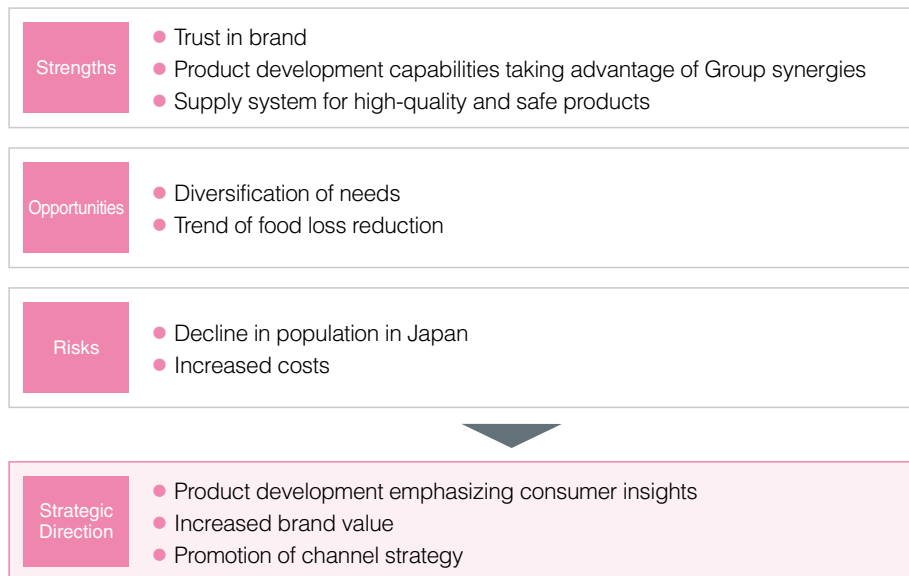 Strengths
Trust in brand
Product development capabilities taking advantage of Group synergies
Supply system for high-quality and safe products
Opportunities
Diversification of needs
Trend of food loss reduction
Risks
Decline in population in Japan
Increased costs
Strategic
Direction
Product development emphasizing consumer insights
Increased brand value
Promotion of channel strategy